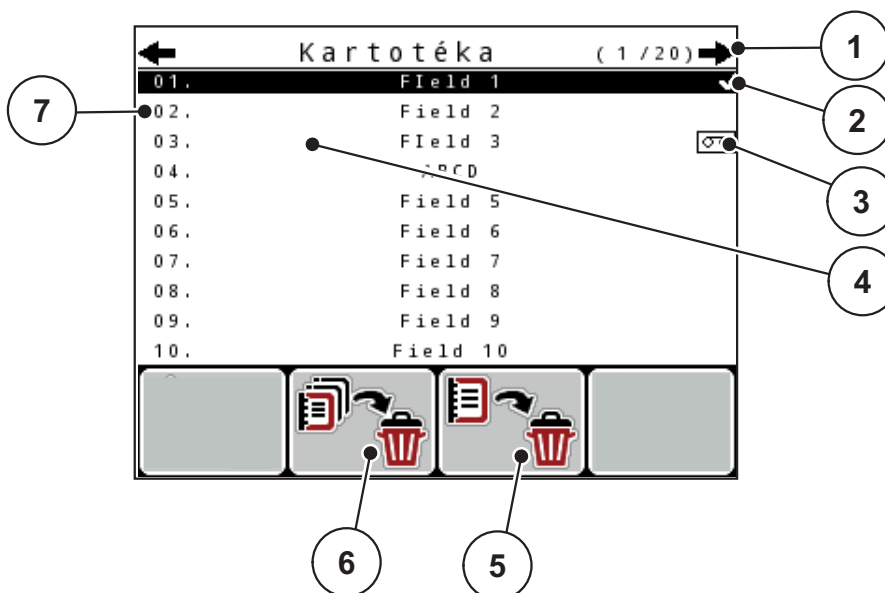 Kartotéka (1/20)
01. FIeld 1
02. Field 2
03. FIeld 3
04. ABCD
05. Field 5
06. Field 6
07. Field 7
08. Field 8
09. Field 9
10. Field 10
1
2
3
4
5
6
7